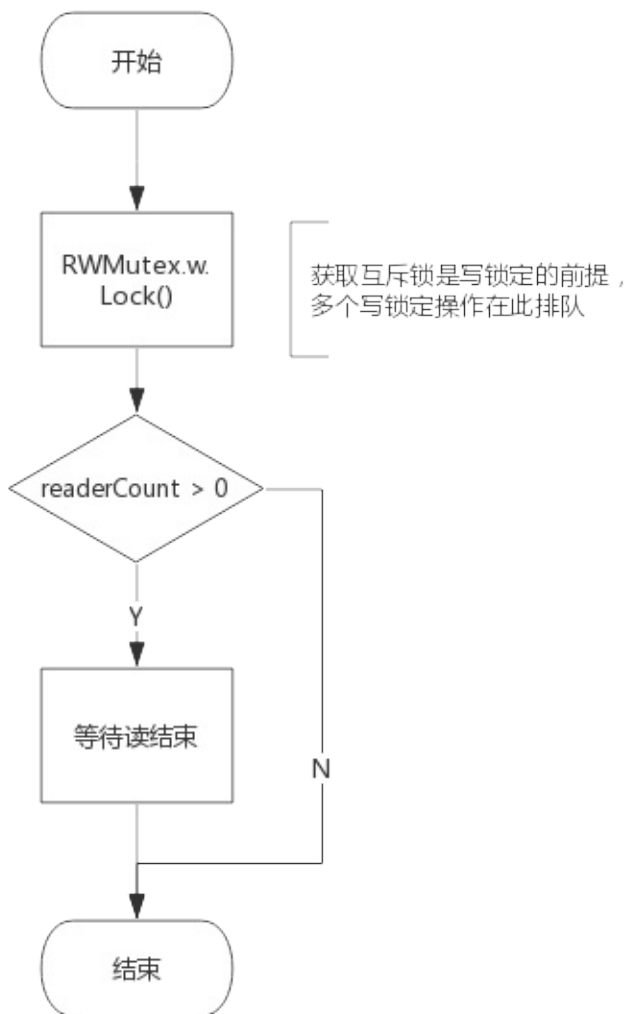 开始
RWMutex.w.
Lock()
获取互斥锁是写锁定的前提，
多个写锁定操作在此排队
readerCount > 0
Y
等待读结束
N
结束